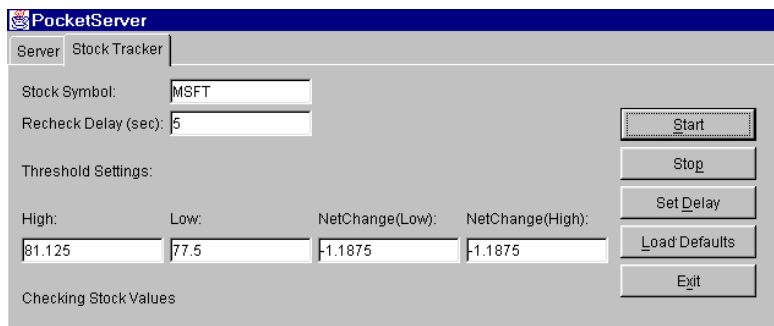 PocketServer
Server Stock Tracker
Stock Symbol: MSFT
Recheck Delay (sec): 5
Start
Stop
Threshold Settings:
Set Delay
High: Low: NetChange(Low): NetChange(High):
Load Defaults
81.125 77.5 -1.1875 -1.1875
Exit
Checking Stock Values